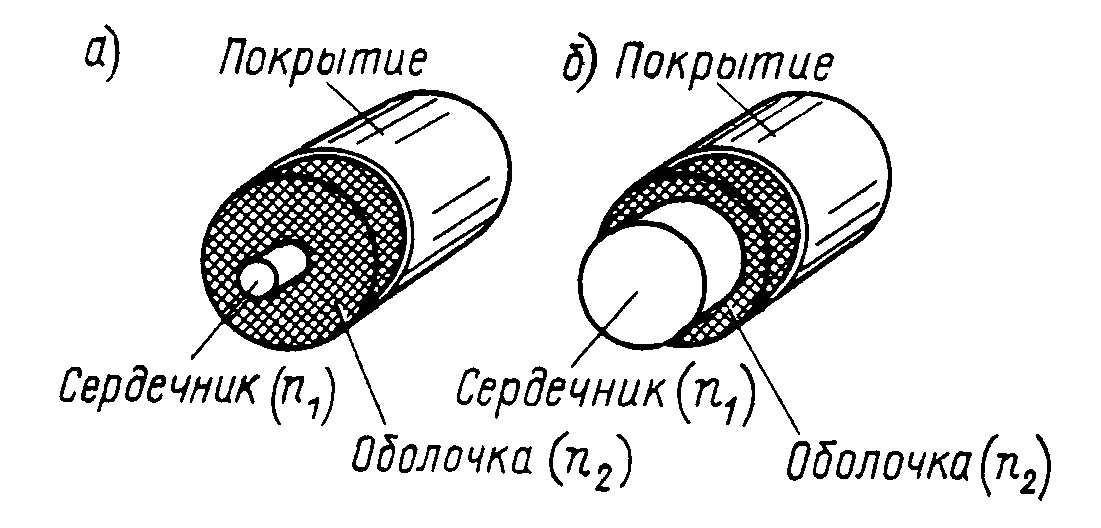 а) Покрытие
б) Покрытие
Сердечник (n₁)
Сердечник (n₁)
Оболочка (n₂)
Оболочка (n₂)